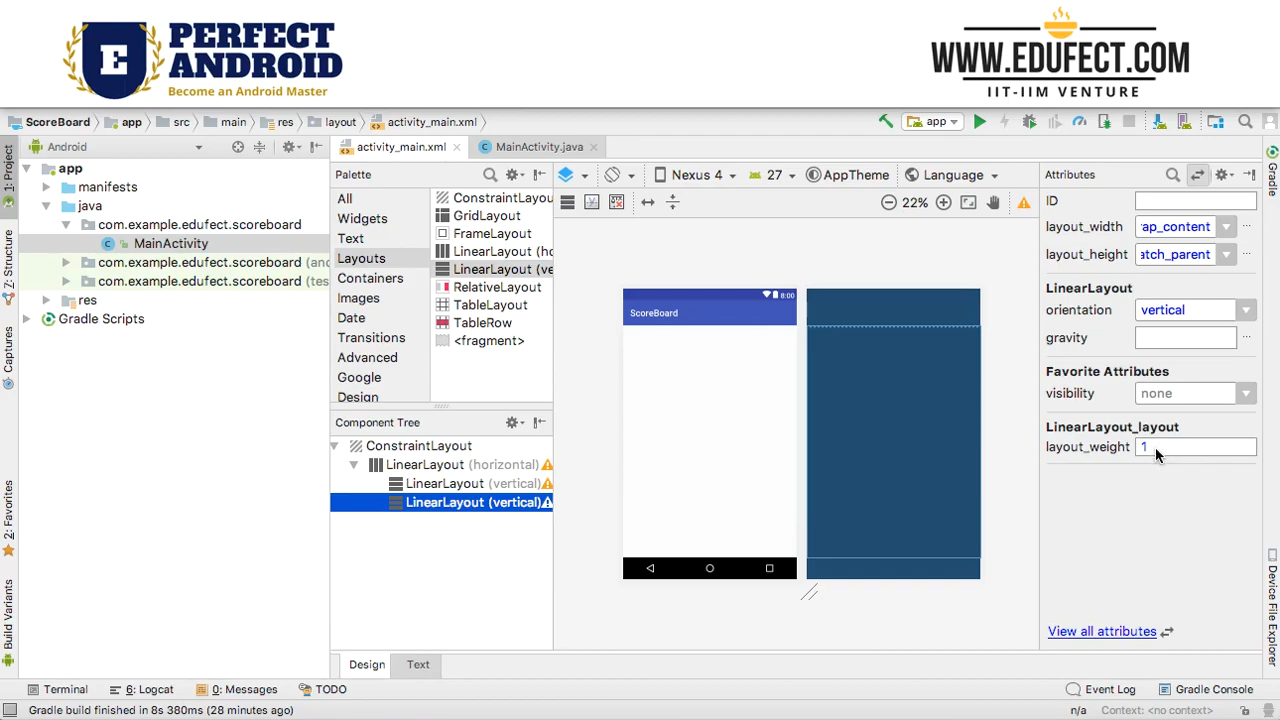 E
PERFECT
ANDROID
Become an Android Master
WWW.EDUFECT.COM
IIT-IIM VENTURE
ScoreBoard
app
src
main
res
layout
activity_main.xml
app
Android
activity_main.xml
MainActivity.java
1: Project
Z: Structure
Captures
2: Favorites
Build Variants
app
manifests
java
com.example.edufect.scoreboard
C MainActivity
com.example.edufect.scoreboard (an
com.example.edufect.scoreboard (tes
res
Gradle Scripts
Palette
All
Widgets
Text
Layouts
Containers
Images
Date
Transitions
Advanced
Google
Design
ConstraintLayou
GridLayout
FrameLayout
LinearLayout (ho
LinearLayout (ve
RelativeLayout
TableLayout
TableRow
<fragment>
Component Tree
ConstraintLayout
LinearLayout (horizontal)
LinearLayout (vertical)
LinearLayout (vertical)
Nexus 4
27
AppTheme
Language
22%
8:00
ScoreBoard
Attributes
ID
layout_width ap_content
layout_height atch_parent
LinearLayout
orientation vertical
gravity
Favorite Attributes
visibility none
LinearLayout_layout
layout_weight 1
View all attributes
Gradle
Device File Explorer
Design
Text
Terminal
6: Logcat
0: Messages
TODO
Event Log
Gradle Console
Gradle build finished in 8s 380ms (28 minutes ago)
n/a
Context: <no context>